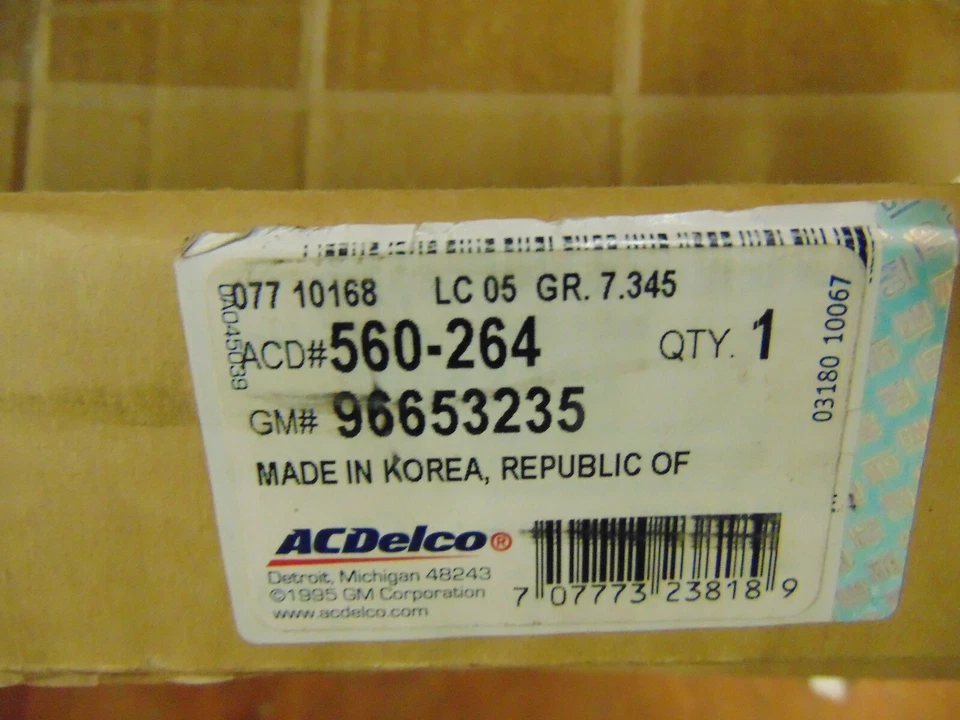 077 10168 LC 05 GR. 7.345
ACD# 560-264 QTY. 1
GM# 96653235
MADE IN KOREA, REPUBLIC OF
ACDelco®
Detroit, Michigan 48243
©1995 GM Corporation
www.acdelco.com
7 07773 23818 9
03180 10067